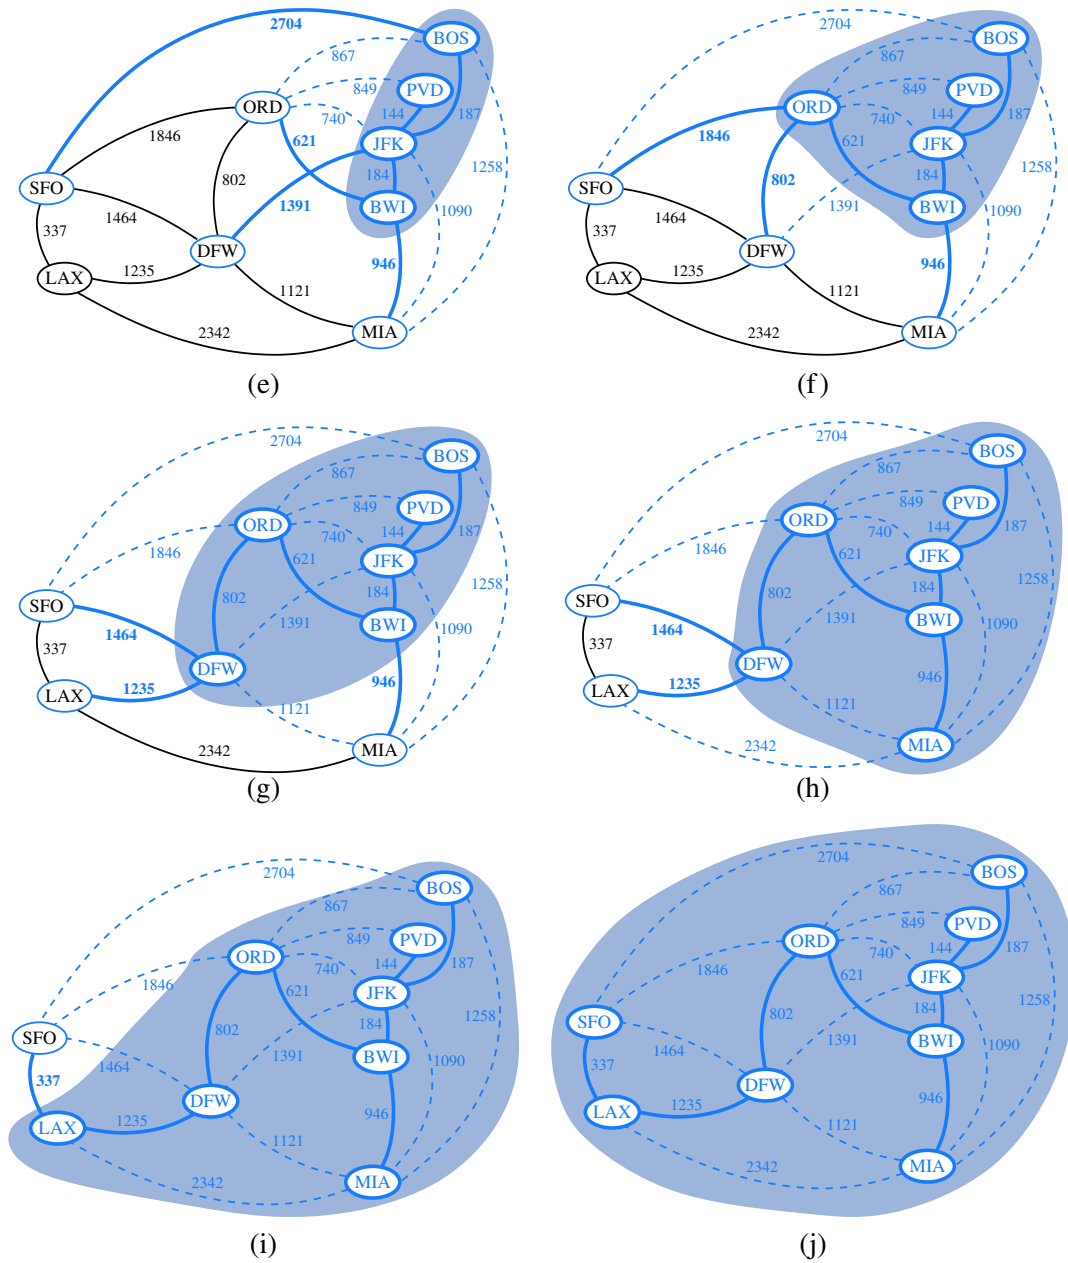 2704
BOS
867
PVD
849
ORD
144
187
740
JFK
1846
621
1258
802
184
SFO
1391
BWI
1090
1464
337
DFW
946
LAX
1235
1121
2342
MIA
(e)
2704
BOS
867
PVD
849
ORD
144
187
740
JFK
1846
621
1258
802
184
SFO
1391
BWI
1090
1464
337
DFW
946
LAX
1235
1121
2342
MIA
(f)
2704
BOS
867
PVD
849
ORD
144
187
740
JFK
1846
621
1258
802
184
SFO
1391
BWI
1090
1464
337
DFW
946
LAX
1235
1121
2342
MIA
(g)
2704
BOS
867
PVD
849
ORD
144
187
740
JFK
1846
621
1258
802
184
SFO
1391
BWI
1090
1464
337
DFW
946
LAX
1235
1121
2342
MIA
(h)
2704
BOS
867
PVD
849
ORD
144
187
740
JFK
1846
621
1258
802
184
SFO
1391
BWI
1090
1464
337
DFW
946
LAX
1235
1121
2342
MIA
(i)
2704
BOS
867
PVD
849
ORD
144
187
740
JFK
1846
621
1258
802
184
SFO
1391
BWI
1090
1464
337
DFW
946
LAX
1235
1121
2342
MIA
(j)